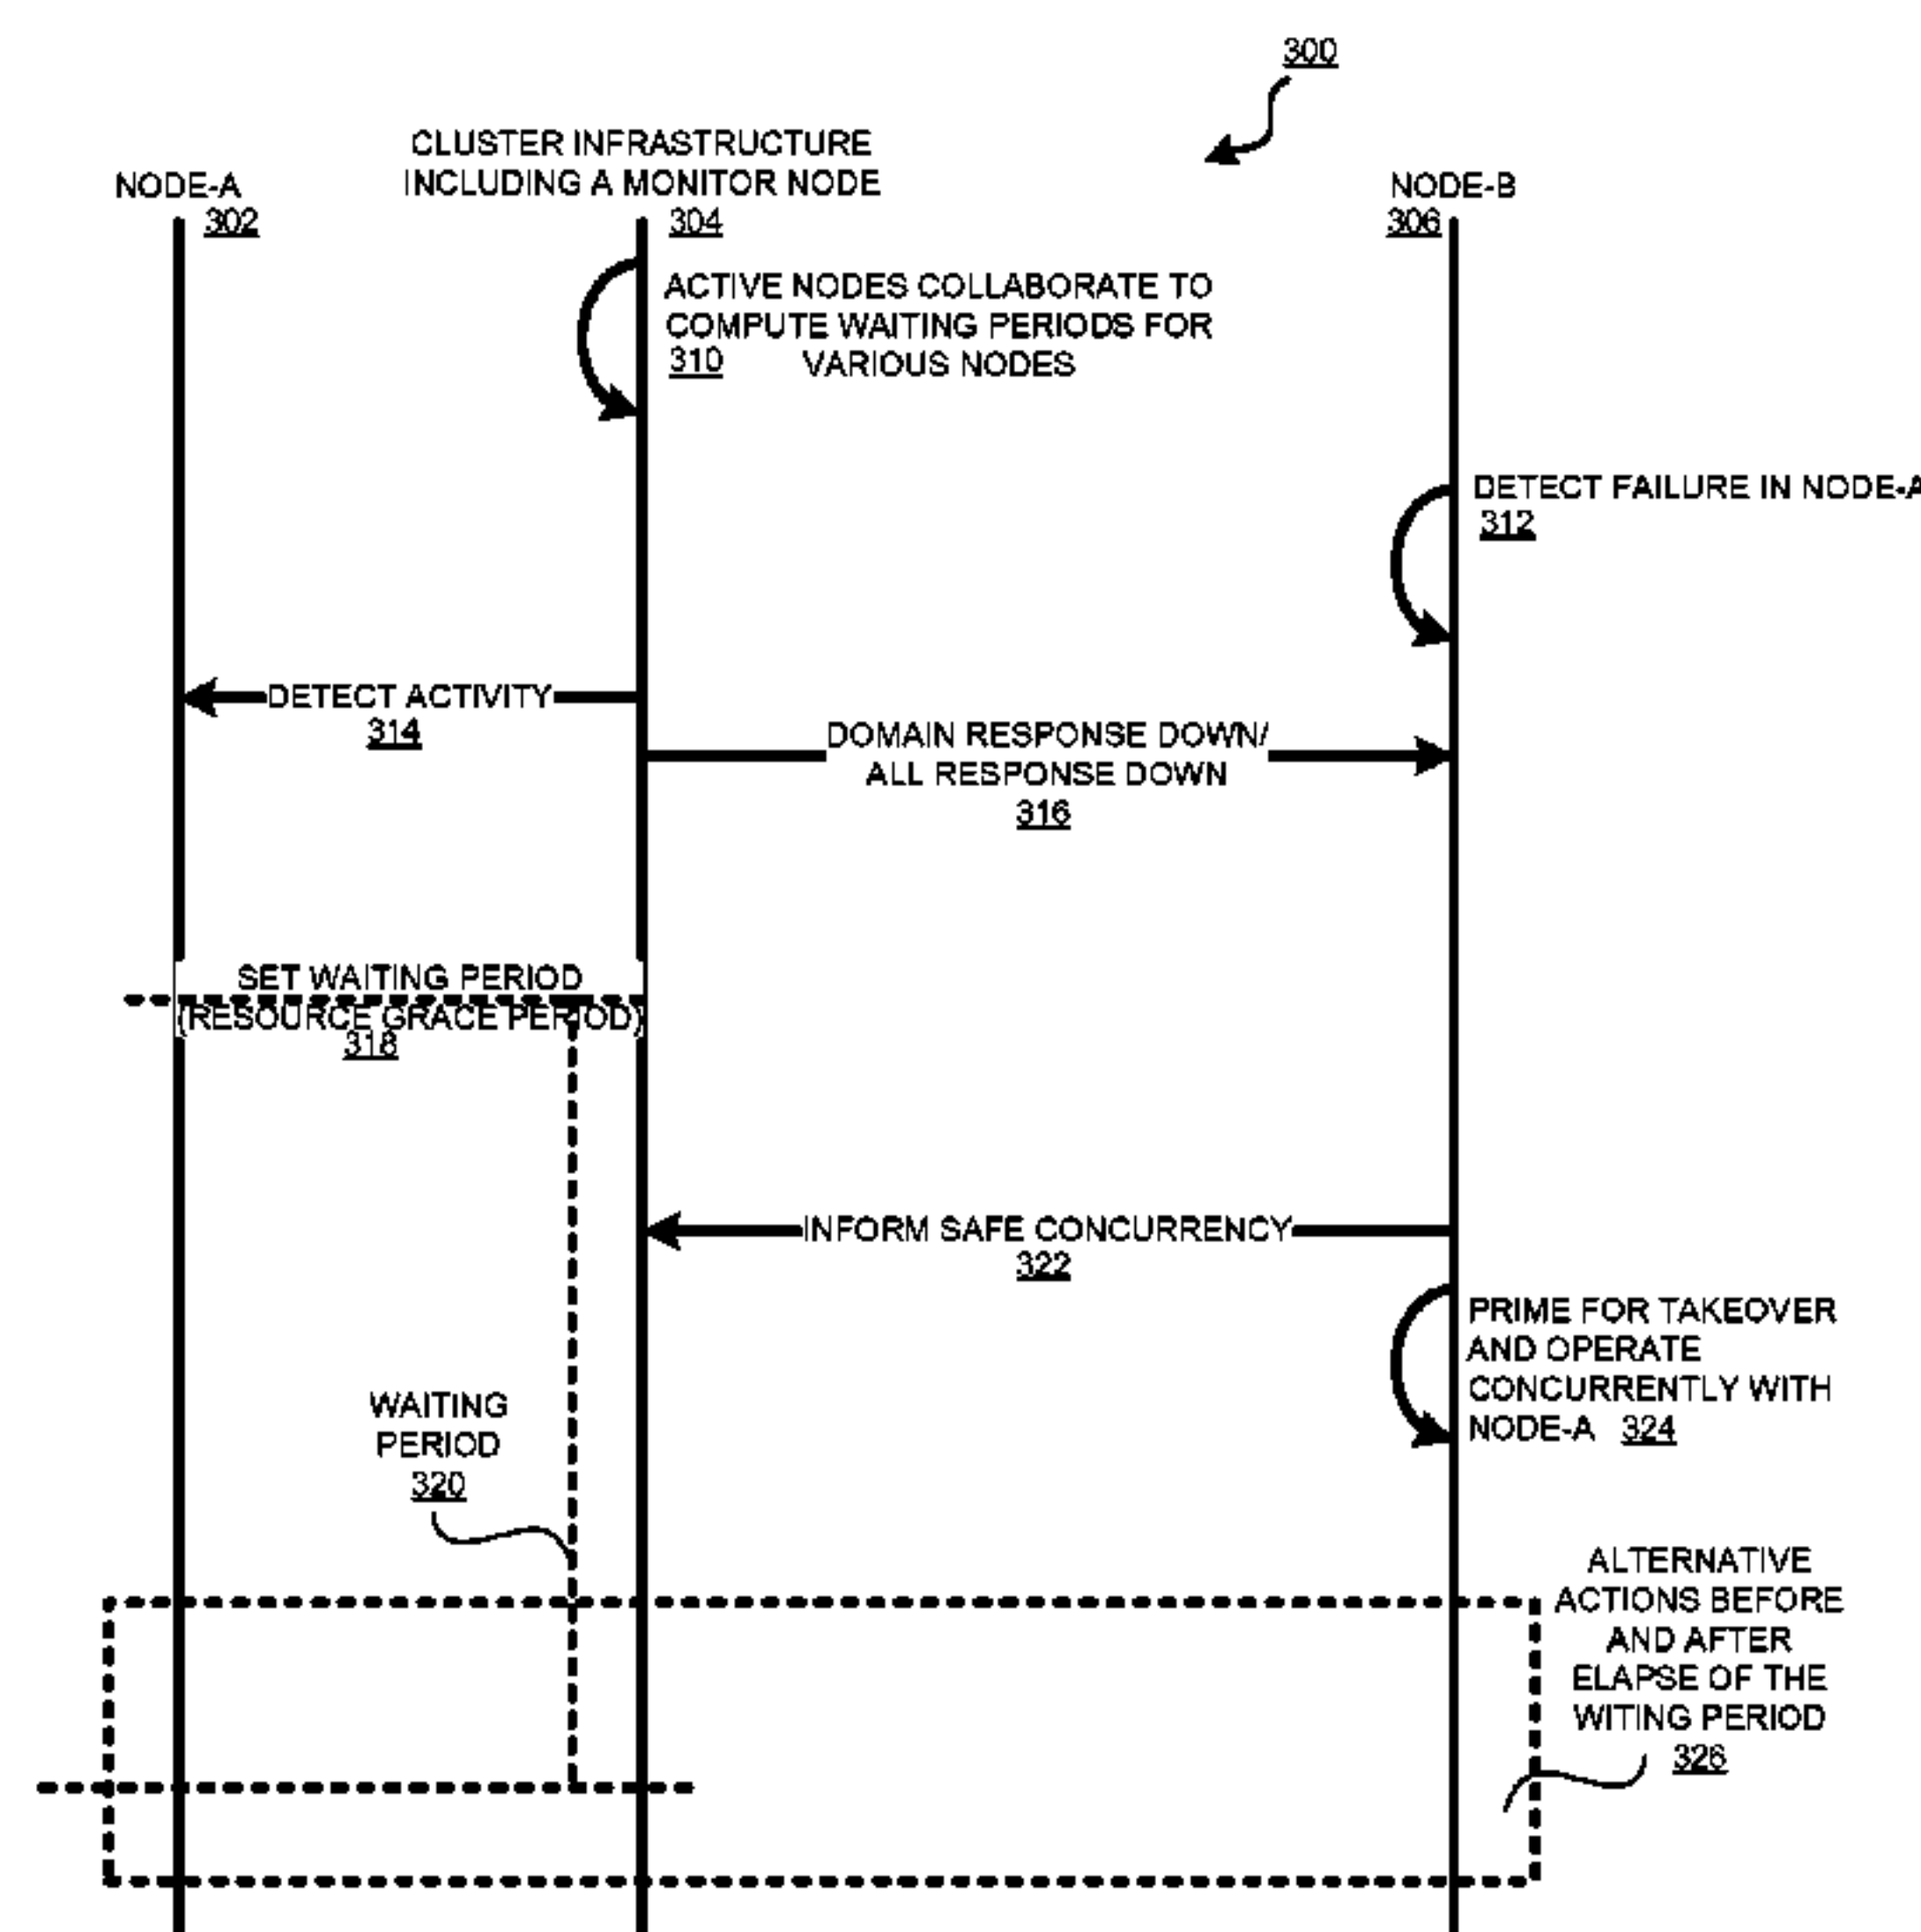 300
CLUSTER INFRASTRUCTURE
INCLUDING A MONITOR NODE
304
NODE-A
302
NODE-B
306
ACTIVE NODES COLLABORATE TO
COMPUTE WAITING PERIODS FOR
310 VARIOUS NODES
DETECT FAILURE IN NODE-A
312
DETECT ACTIVITY
314
DOMAIN RESPONSE DOWN/
ALL RESPONSE DOWN
316
SET WAITING PERIOD
(RESOURCE GRACE PERIOD)
318
INFORM SAFE CONCURRENCY
322
PRIME FOR TAKEOVER
AND OPERATE
CONCURRENTLY WITH
NODE-A 324
WAITING
PERIOD
320
ALTERNATIVE
ACTIONS BEFORE
AND AFTER
ELAPSE OF THE
WITING PERIOD
326